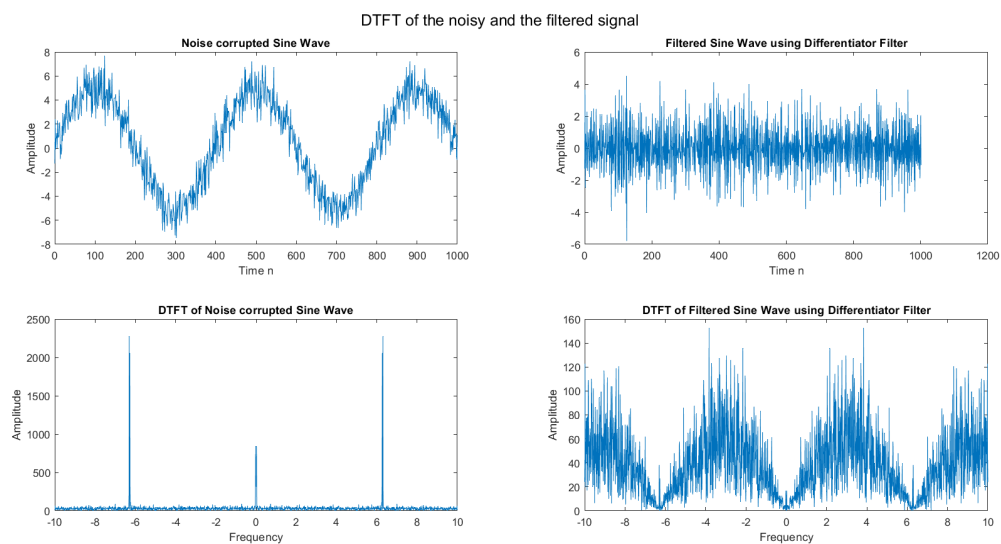 DTFT of the noisy and the filtered signal
Noise corrupted Sine Wave
Amplitude
8
6
4
2
0
-2
-4
-6
-8
0 100 200 300 400 500 600 700 800 900 1000
Time n
Filtered Sine Wave using Differentiator Filter
Amplitude
6
4
2
0
-2
-4
-6
0 200 400 600 800 1000 1200
Time n
DTFT of Noise corrupted Sine Wave
Amplitude
2500
2000
1500
1000
500
0
-10 -8 -6 -4 -2 0 2 4 6 8 10
Frequency
DTFT of Filtered Sine Wave using Differentiator Filter
Amplitude
160
140
120
100
80
60
40
20
0
-10 -8 -6 -4 -2 0 2 4 6 8 10
Frequency